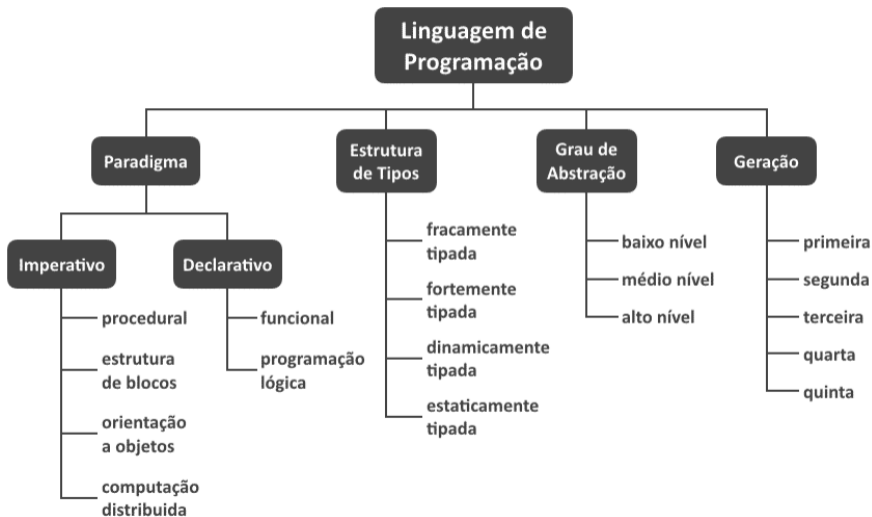 Linguagem de
Programação
Paradigma
Estrutura
de Tipos
Grau de
Abstração
Geração
Imperativo
Declarativo
procedural
estrutura
de blocos
orientação
a objetos
computação
distribuida
funcional
programação
lógica
fracamente
tipada
fortemente
tipada
dinamicamente
tipada
estaticamente
tipada
baixo nível
médio nível
alto nível
primeira
segunda
terceira
quarta
quinta